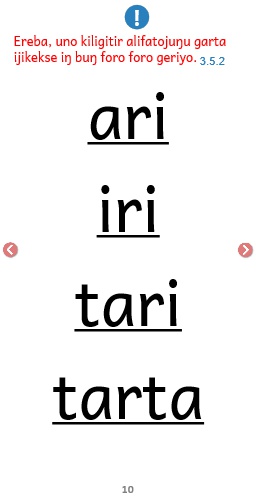 !
Ereba, uno kiligitir alifatojuŋu garta
ijikekse iŋ buŋ foro foro geriyo. 3.5.2
ari
iri
tari
tarta
10